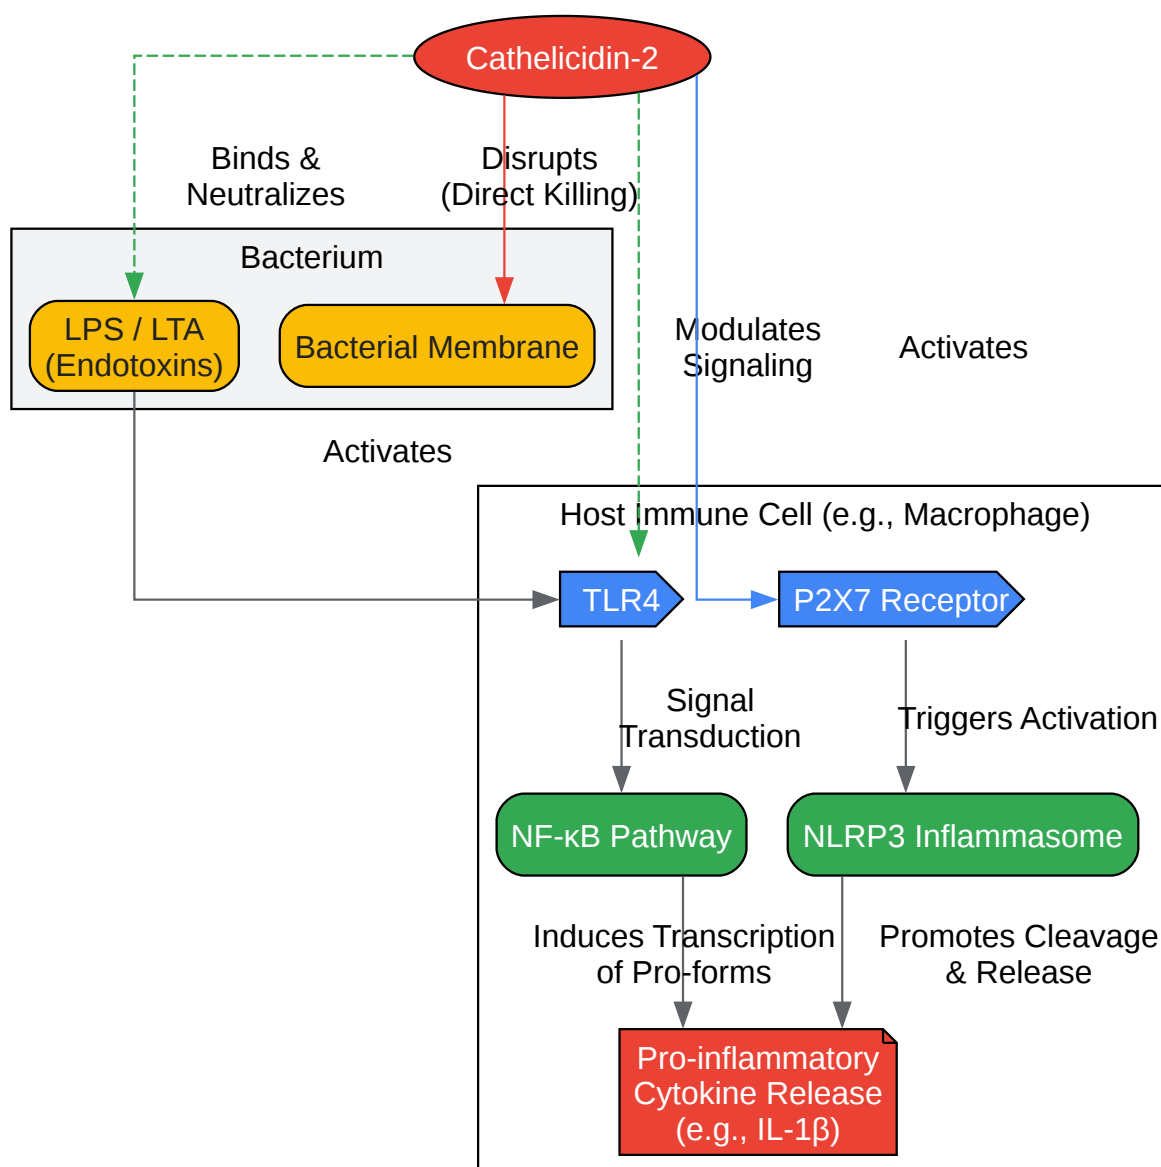 Cathelicidin-2
Binds &
Neutralizes
Disrupts
(Direct Killing)
Bacterium
LPS / LTA
(Endotoxins)
Bacterial Membrane
Modulates
Signaling
Activates
Activates
Host Immune Cell (e.g., Macrophage)
TLR4
P2X7 Receptor
Signal
Transduction
Triggers Activation
NF-κB Pathway
NLRP3 Inflammasome
Induces Transcription
of Pro-forms
Promotes Cleavage
& Release
Pro-inflammatory
Cytokine Release
(e.g., IL-1β)